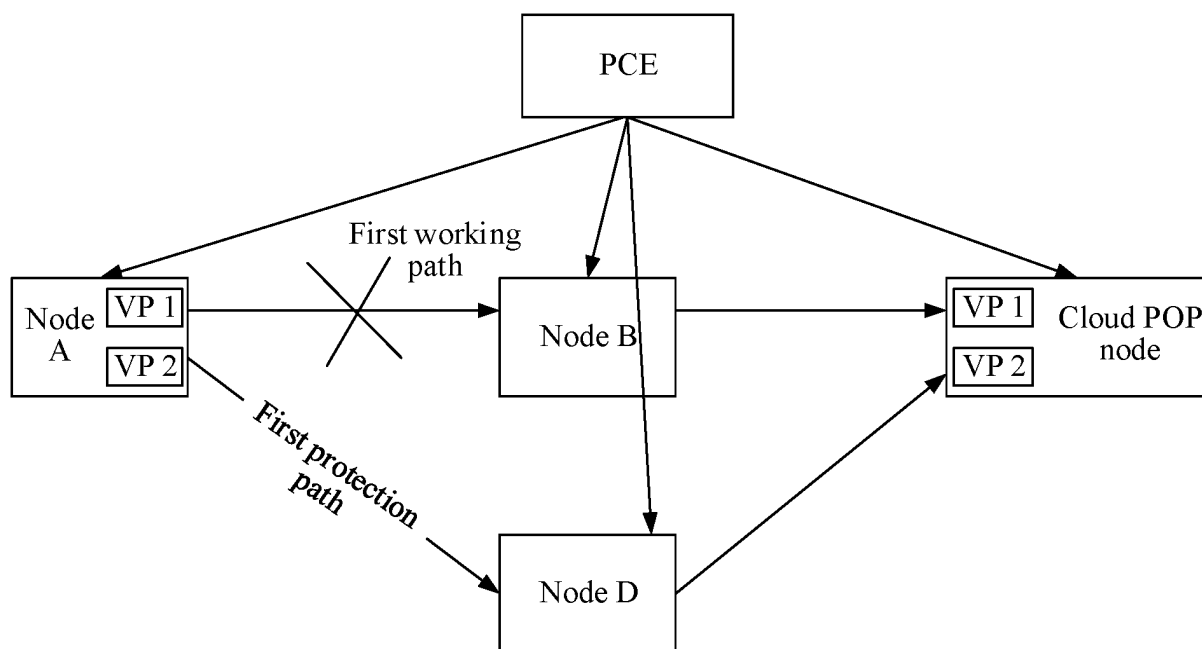 PCE
First working
path
Node
A
VP 1
VP 2
Node B
VP 1
VP 2
Cloud POP
node
First protection
path
Node D